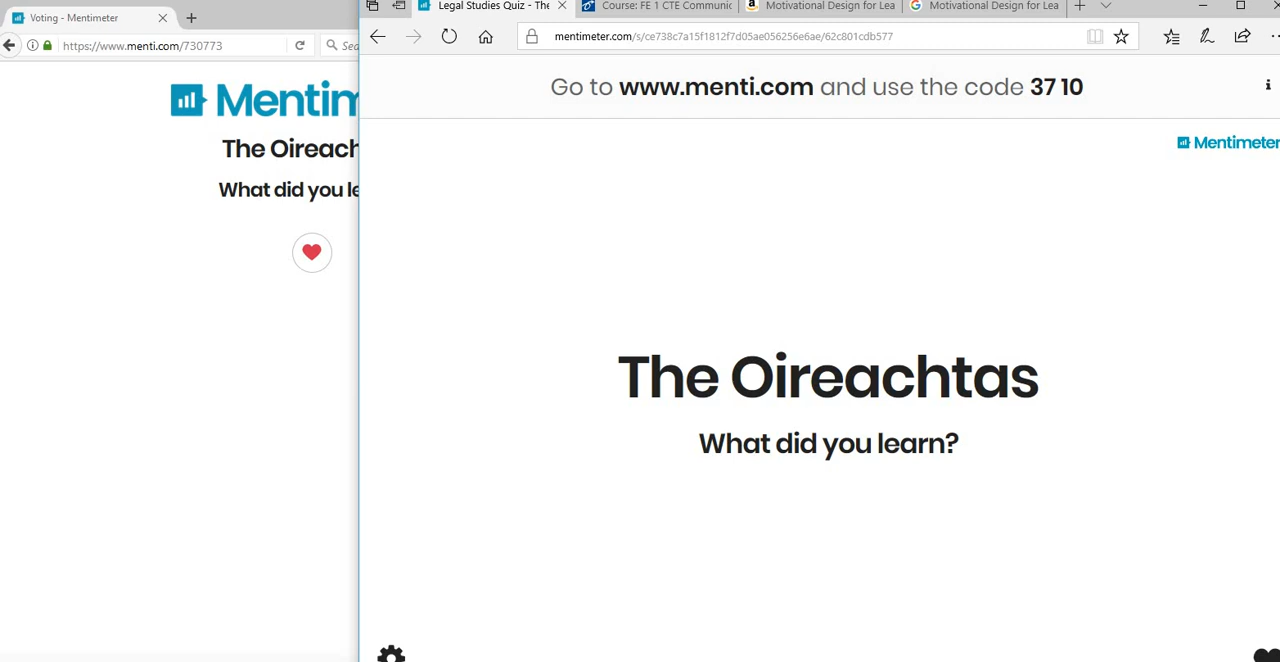 Voting - Mentimeter
https://www.menti.com/730773
Mentim
The Oireach
What did you le
Legal Studies Quiz - The
Course: FE 1 CTE Communic
Motivational Design for Lea
Motivational Design for Lea
mentimeter.com/s/ce738c7a15f1812f7d05ae056256e6ae/62c801cdb577
Go to www.menti.com and use the code 37 10
Mentimeter
The Oireachtas
What did you learn?